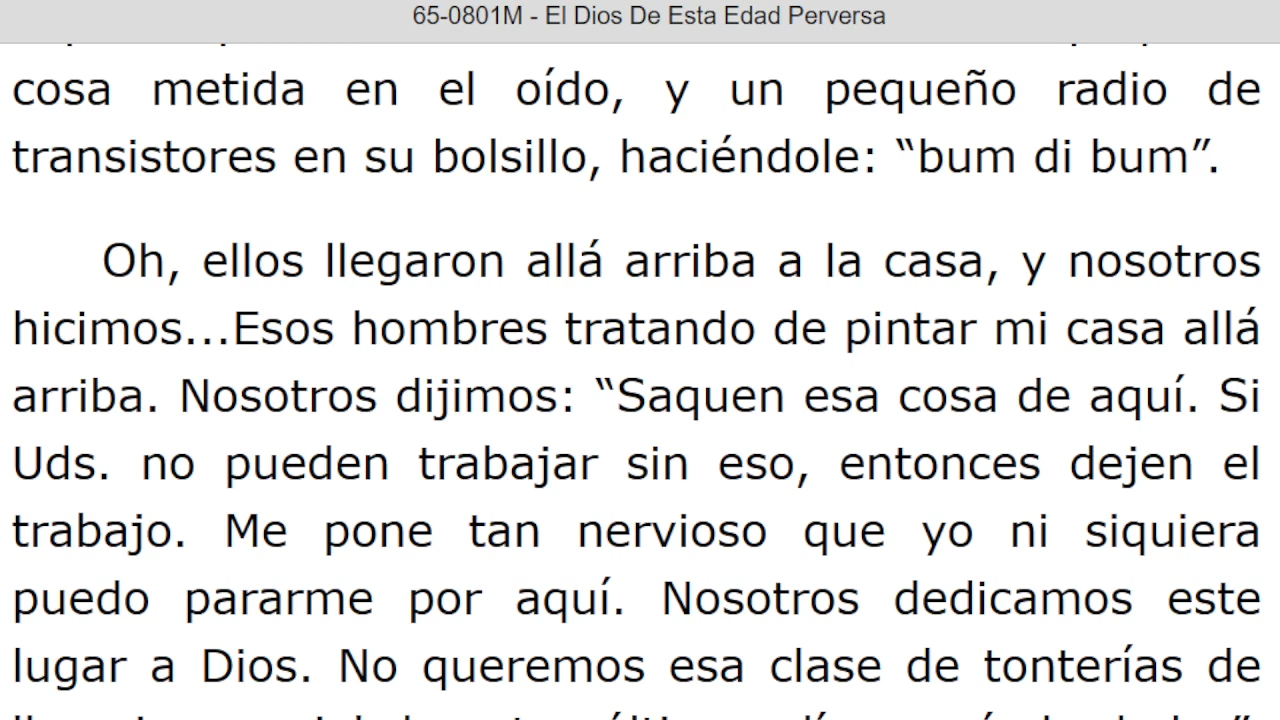 65-0801M - El Dios De Esta Edad Perversa
cosa metida en el oído, y un pequeño radio de
transistores en su bolsillo, haciéndole: “bum di bum”.
Oh, ellos llegaron allá arriba a la casa, y nosotros
hicimos...Esos hombres tratando de pintar mi casa allá
arriba. Nosotros dijimos: “Saquen esa cosa de aquí. Si
Uds. no pueden trabajar sin eso, entonces dejen el
trabajo. Me pone tan nervioso que yo ni siquiera
puedo pararme por aquí. Nosotros dedicamos este
lugar a Dios. No queremos esa clase de tonterías de